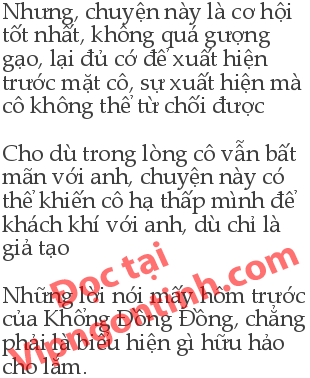 Nhưng, chuyện này là cơ hội
tốt nhất, không quá gượng
gạo, lại đủ cớ để xuất hiện
trước mặt cô, sự xuất hiện mà
cô không thể từ chối được
Cho dù trong lòng cô vẫn bất
mãn với anh, chuyện này có
thể khiến cô hạ thấp mình để
khách khí với anh, dù chỉ là
giả tạo
Đọc tại
Vipngontinh.com
Những lời nói mấy hôm trước
của Khổng Đồng Đồng, chẳng
phải là biểu hiện gì hữu hảo
cho lắm.